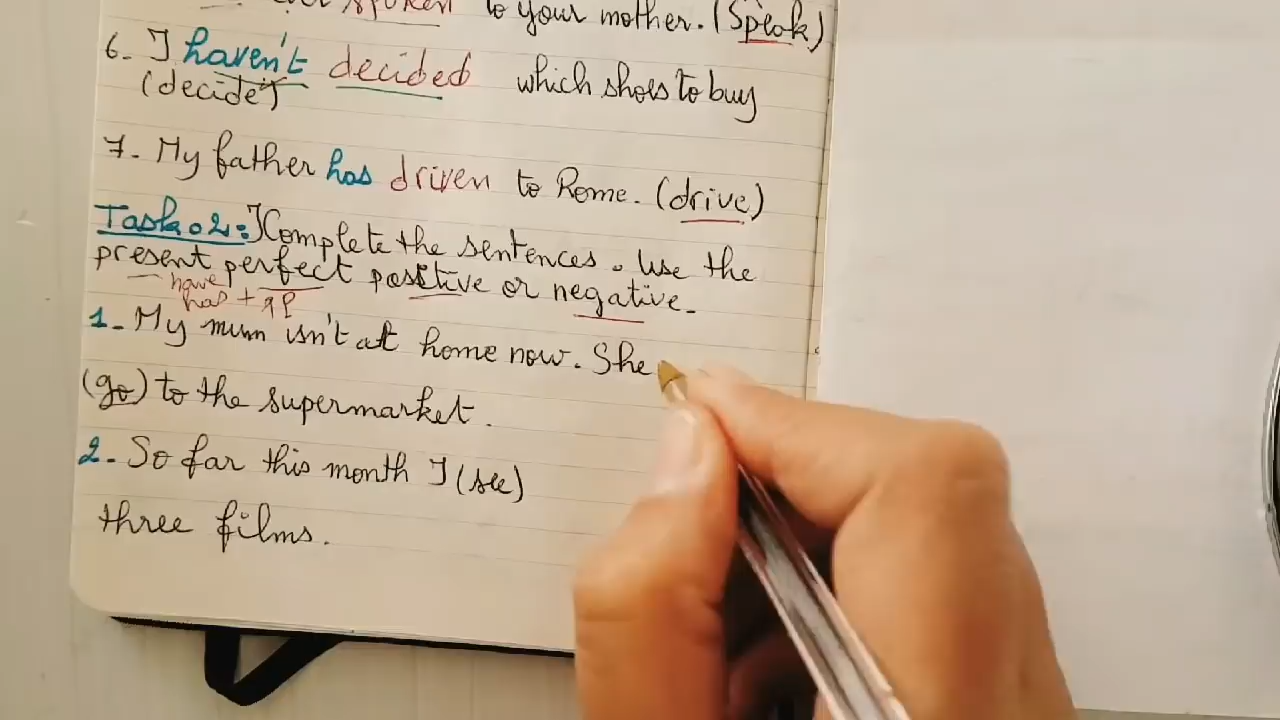 spoken to your mother. (Speak)
6- I haven't decided which shoes to buy
(decide)
7- My father has driven to Rome. (drive)
Task 02: Complete the sentences. Use the
present perfect positive or negative.
have
has + pp
1- My mum isn't at home now. She
(go) to the supermarket.
2- So far this month I (see)
three films.